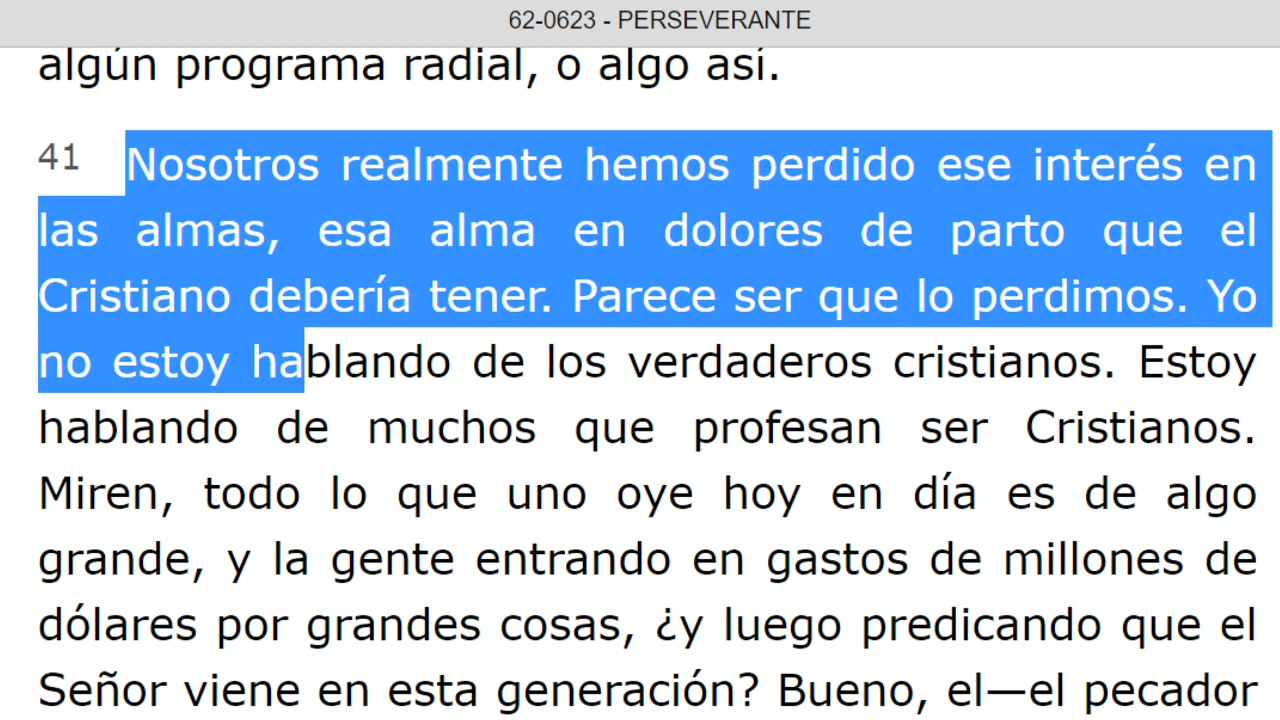 62-0623 - PERSEVERANTE
algún programa radial, o algo así.
41 Nosotros realmente hemos perdido ese interés en
las almas, esa alma en dolores de parto que el
Cristiano debería tener. Parece ser que lo perdimos. Yo
no estoy hablando de los verdaderos cristianos. Estoy
hablando de muchos que profesan ser Cristianos.
Miren, todo lo que uno oye hoy en día es de algo
grande, y la gente entrando en gastos de millones de
dólares por grandes cosas, ¿y luego predicando que el
Señor viene en esta generación? Bueno, el—el pecador